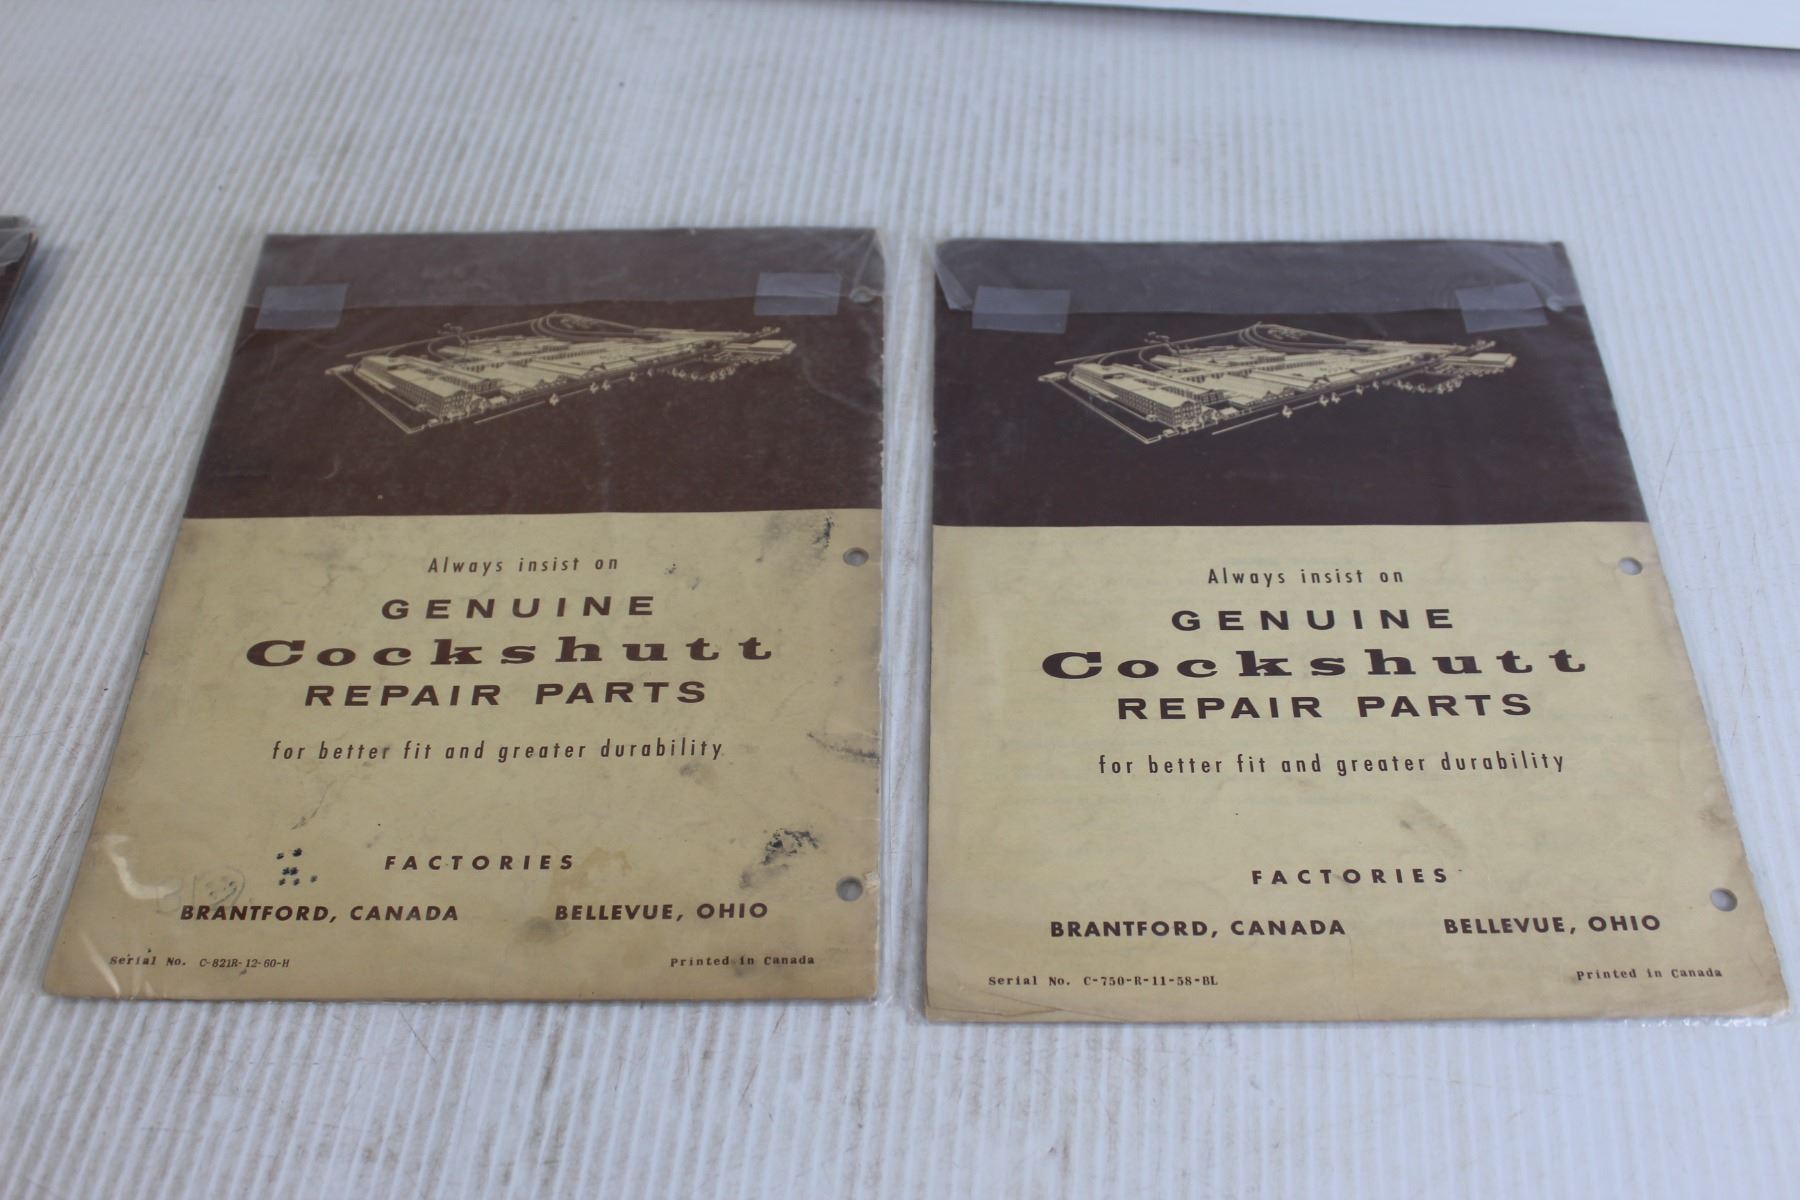 Always insist on
GENUINE
Cockshutt
REPAIR PARTS
for better fit and greater durability
FACTORIES
BRANTFORD, CANADA BELLEVUE, OHIO
Serial No. C-821R-12-60-H Printed in Canada
Always insist on
GENUINE
Cockshutt
REPAIR PARTS
for better fit and greater durability
FACTORIES
BRANTFORD, CANADA BELLEVUE, OHIO
Serial No. C-750-R-11-58-BL Printed in Canada